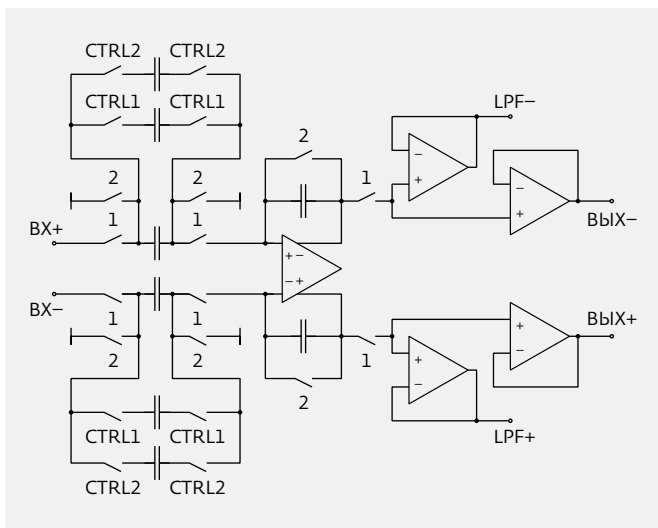 CTRL2 CTRL2
CTRL1 CTRL1
LPF−
2
1
− +
2 2
− +
ВЫХ−
1 1
ВХ+
+ −
− +
ВХ−
1 1
+ −
ВЫХ+
2 2
1
+ −
2
CTRL1 CTRL1
LPF+
CTRL2 CTRL2